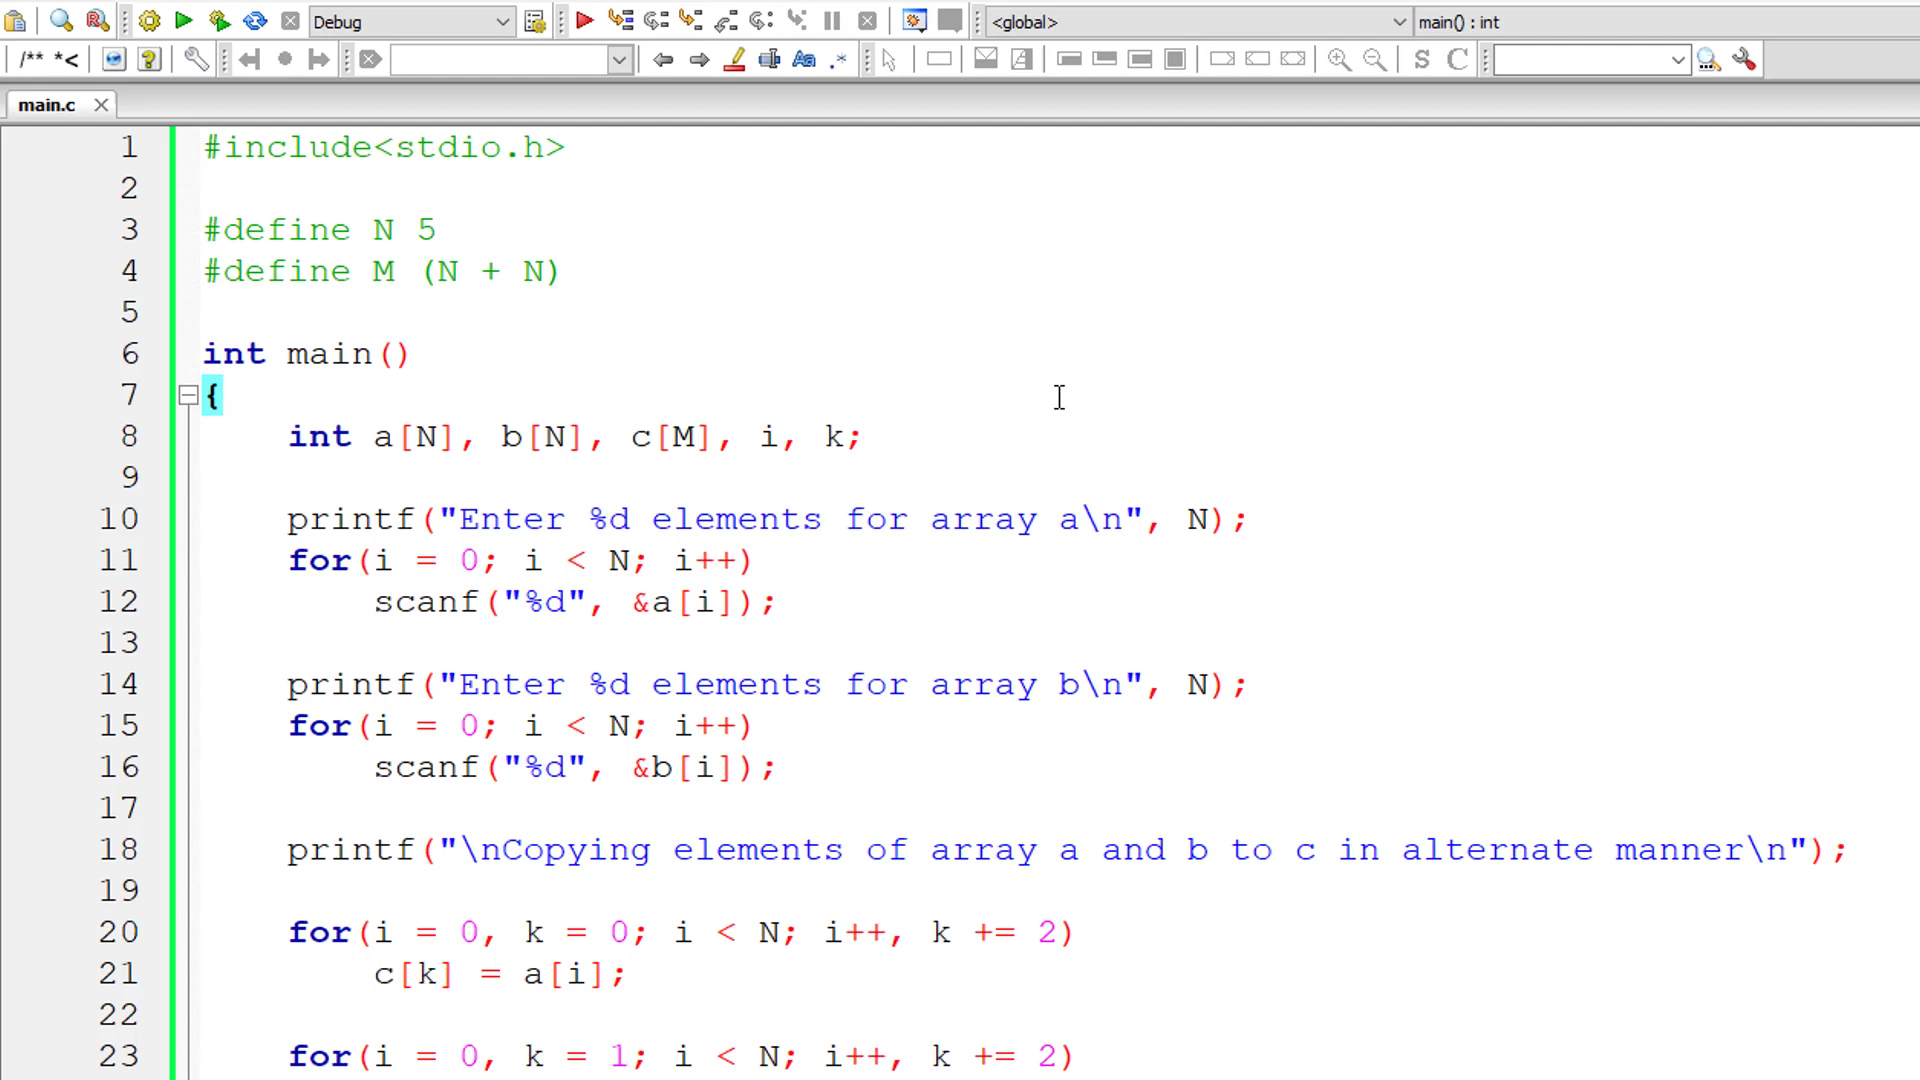 Debug
<global>
main() : int
/** *<
Aa
.*
S C
main.c
1 #include<stdio.h>
2
3 #define N 5
4 #define M (N + N)
5
6 int main()
7 {
8 int a[N], b[N], c[M], i, k;
9
10 printf("Enter %d elements for array a\n", N);
11 for(i = 0; i < N; i++)
12 scanf("%d", &a[i]);
13
14 printf("Enter %d elements for array b\n", N);
15 for(i = 0; i < N; i++)
16 scanf("%d", &b[i]);
17
18 printf("\nCopying elements of array a and b to c in alternate manner\n");
19
20 for(i = 0, k = 0; i < N; i++, k += 2)
21 c[k] = a[i];
22
23 for(i = 0, k = 1; i < N; i++, k += 2)